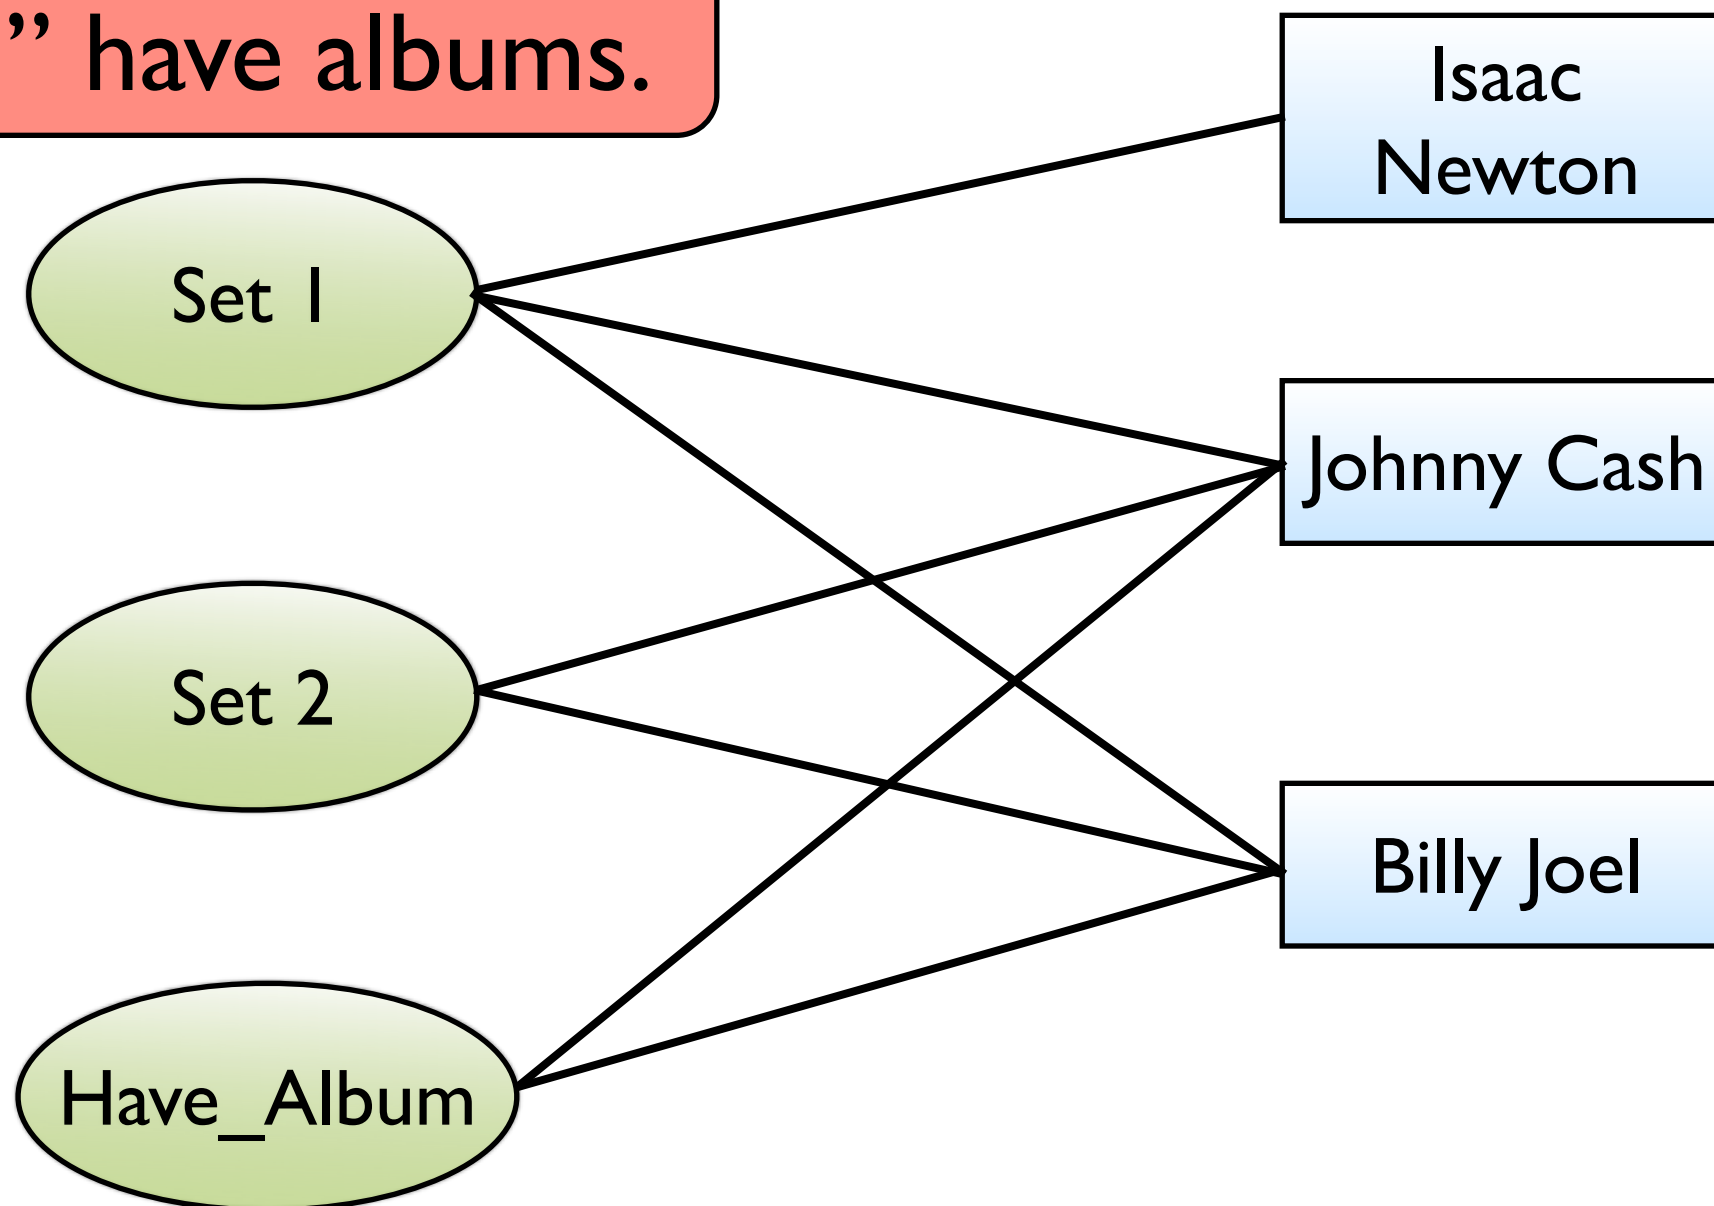 ” have albums.
Isaac
Newton
Set 1
Johnny Cash
Set 2
Billy Joel
Have_Album